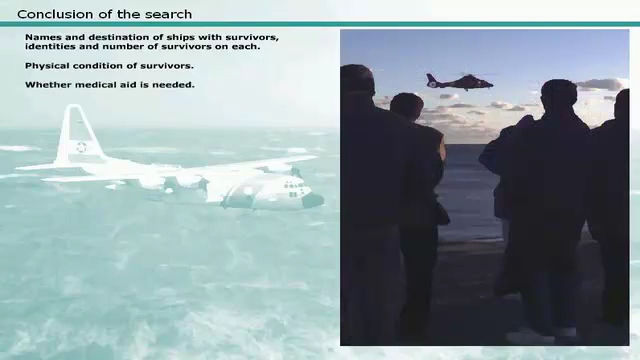 Conclusion of the search
Names and destination of ships with survivors,
identities and number of survivors on each.
Physical condition of survivors.
Whether medical aid is needed.